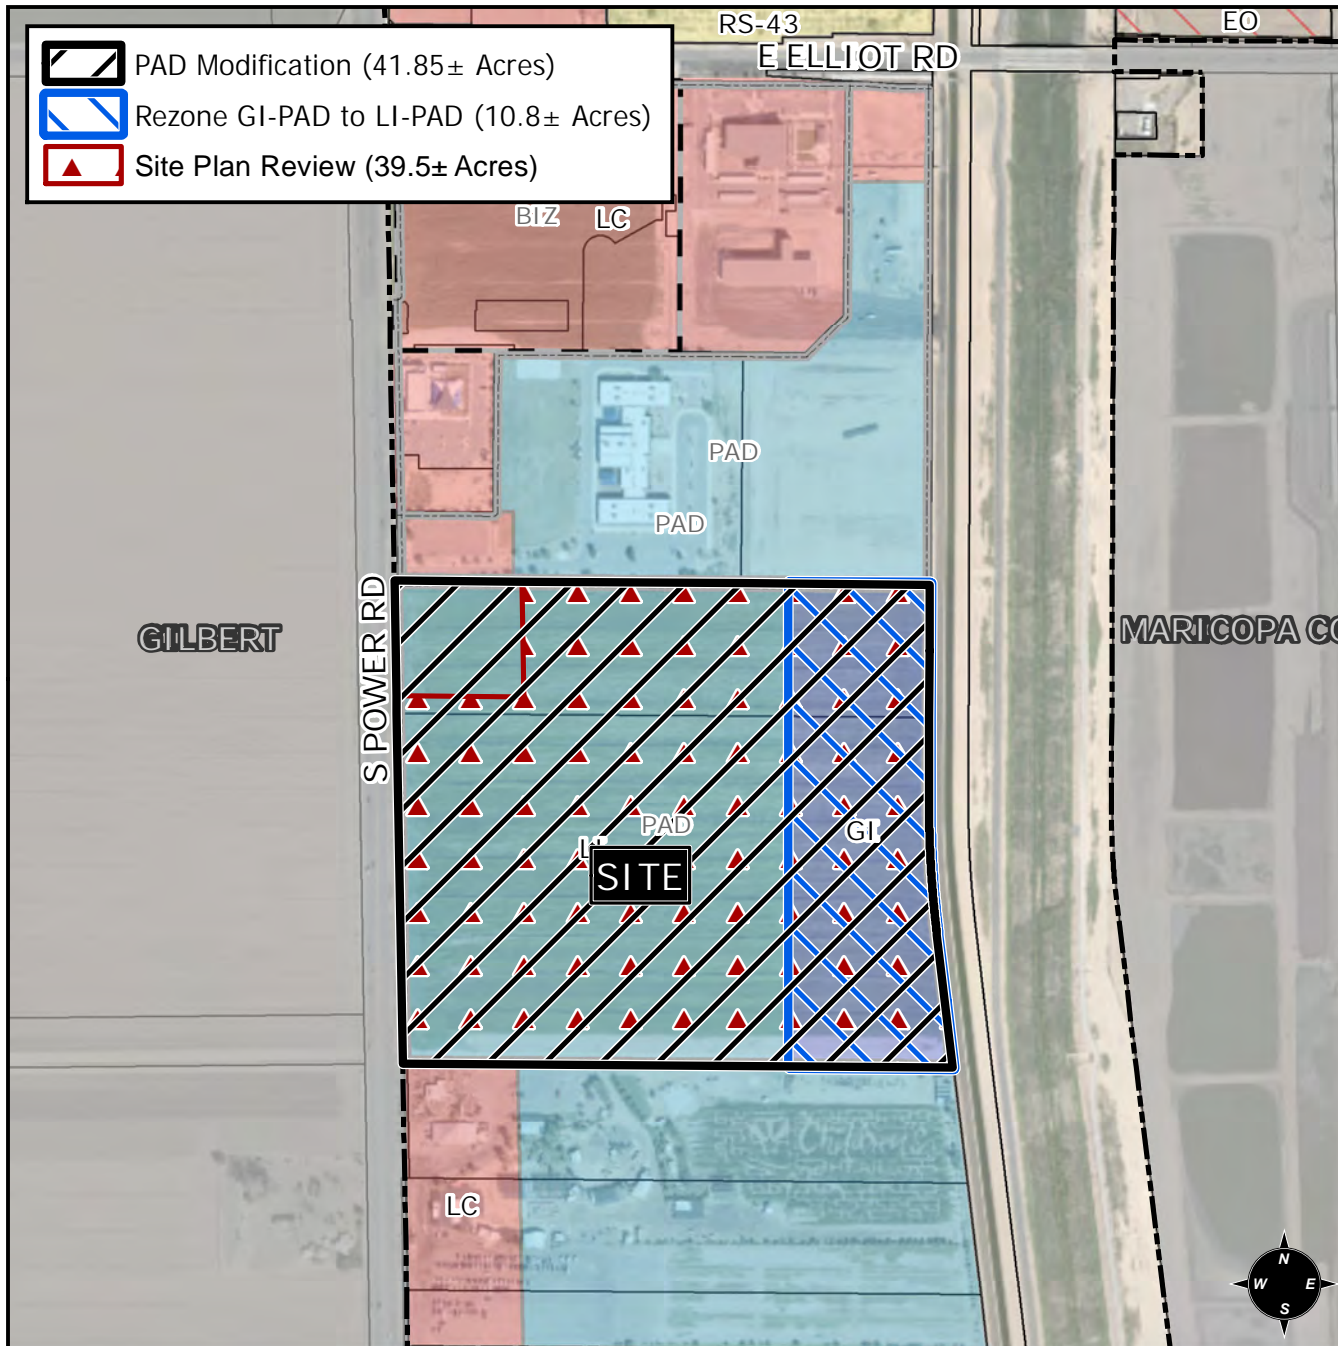 RS-43
EO
E ELLIOT RD
PAD Modification (41.85± Acres)
Rezone GI-PAD to LI-PAD (10.8± Acres)
Site Plan Review (39.5± Acres)
BIZ
LC
PAD
PAD
S POWER RD
GILBERT
MARICOPA CO
PAD
GI
LI
SITE
LC
N
W
E
S